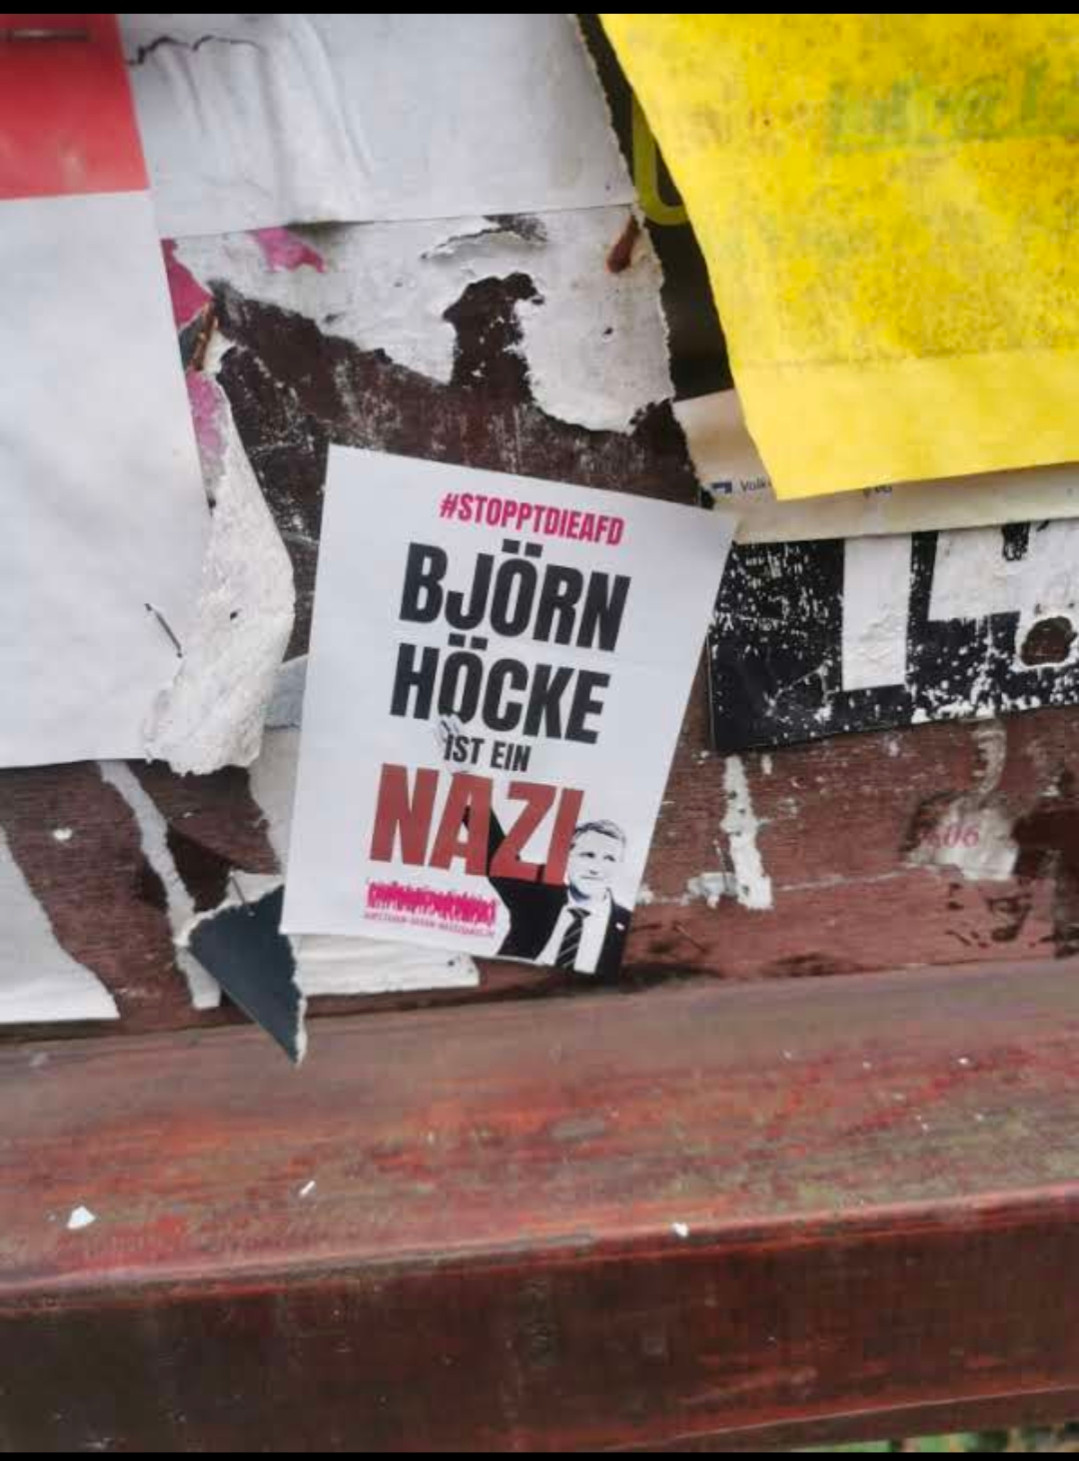 #STOPPTDIEAFD
BJÖRN
HÖCKE
IST EIN
NAZI